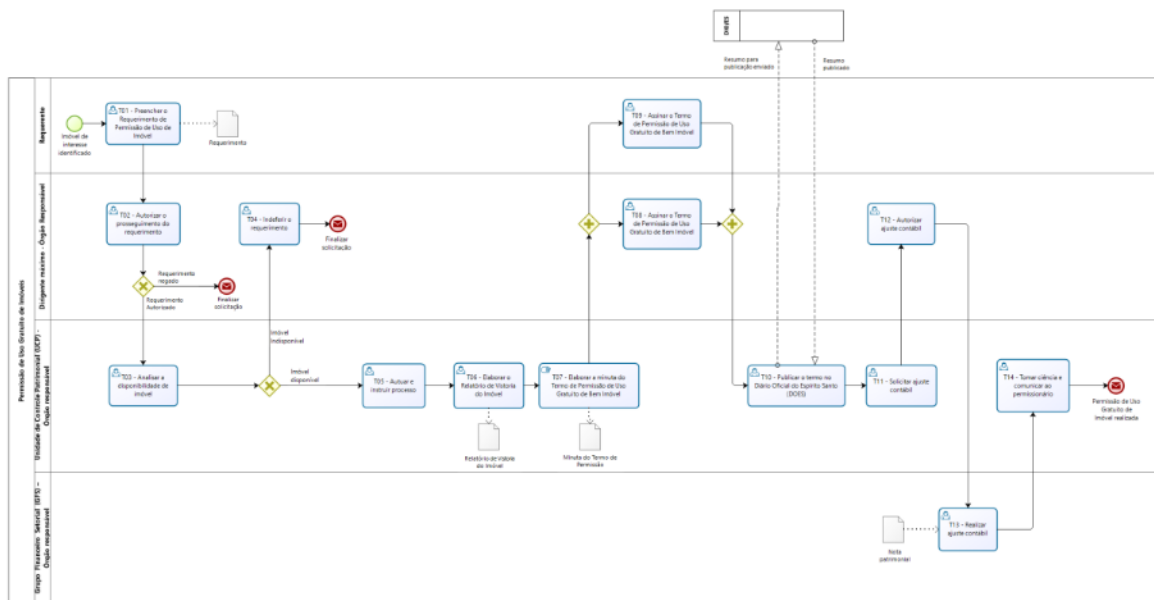 DIO/ES
Resumo para
publicação enviado
Resumo
publicado
Permissão de Uso Gratuito de Imóveis
Requerente
Imóvel de
interesse
identificado
T01 - Preencher o
Requerimento de
Permissão de Uso de
Imóvel
Requerimento
T09 - Assinar o Termo
de Permissão de Uso
Gratuito de Bem Imóvel
Dirigente máximo - Órgão Responsável
T02 - Autorizar o
prosseguimento do
requerimento
Requerimento
negado
Requerimento
Autorizado
Finalizar
solicitação
T04 - Indeferir o
requerimento
Finalizar
solicitação
T08 - Assinar o Termo
de Permissão de Uso
Gratuito de Bem Imóvel
T12 - Autorizar
ajuste contábil
Unidade de Controle Patrimonial (UCP) -
Órgão responsável
T03 - Analisar a
disponibilidade do
imóvel
Imóvel
Indisponível
Imóvel
disponível
T05 - Autuar e
instruir processo
T06 - Elaborar o
Relatório de Vistoria
do Imóvel
Relatório de Vistoria
do Imóvel
T07 - Elaborar a minuta do
Termo de Permissão de Uso
Gratuito de Bem Imóvel
Minuta do Termo de
Permissão
T10 - Publicar o termo no
Diário Oficial do Espírito Santo
(DOES)
T11 - Solicitar ajuste
contábil
T14 - Tomar ciência e
comunicar ao
permissionário
Permissão de Uso
Gratuito de
Imóvel realizada
Grupo Financeiro Setorial (GFS) –
Órgão responsável
Nota
patrimonial
T13 - Realizar
ajuste contábil